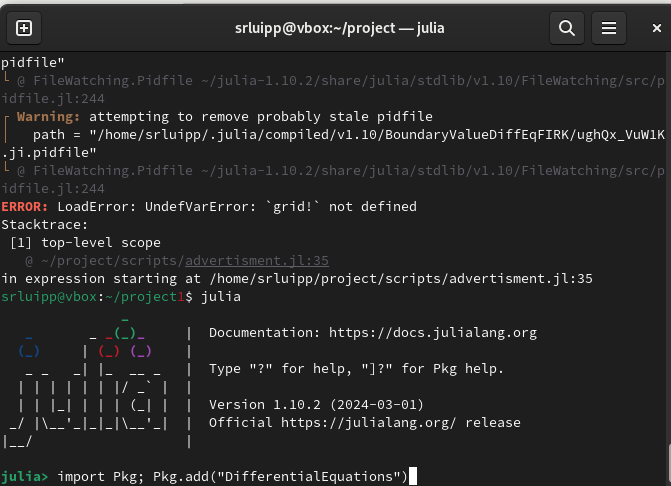 srluipp@vbox:~/project — julia
pidfile"
└ @ FileWatching.Pidfile ~/julia-1.10.2/share/julia/stdlib/v1.10/FileWatching/src/p
idfile.jl:244
┌ Warning: attempting to remove probably stale pidfile
│   path = "/home/srluipp/.julia/compiled/v1.10/BoundaryValueDiffEqFIRK/ughQx_VuW1K
.ji.pidfile"
└ @ FileWatching.Pidfile ~/julia-1.10.2/share/julia/stdlib/v1.10/FileWatching/src/p
idfile.jl:244
ERROR: LoadError: UndefVarError: `grid!` not defined
Stacktrace:
 [1] top-level scope
   @ ~/project/scripts/advertisment.jl:35
in expression starting at /home/srluipp/project/scripts/advertisment.jl:35
srluipp@vbox:~/project1$ julia
               _
   _       _ _(_)_     |  Documentation: https://docs.julialang.org
  (_)     | (_) (_)    |
   _ _   _| |_  __ _   |  Type "?" for help, "]?" for Pkg help.
  | | | | | | |/ _` |  |
  | | |_| | | | (_| |  |  Version 1.10.2 (2024-03-01)
 _/ |\__'_|_|_|\__'_|  |  Official https://julialang.org/ release
|__/                   |
julia> import Pkg; Pkg.add("DifferentialEquations")